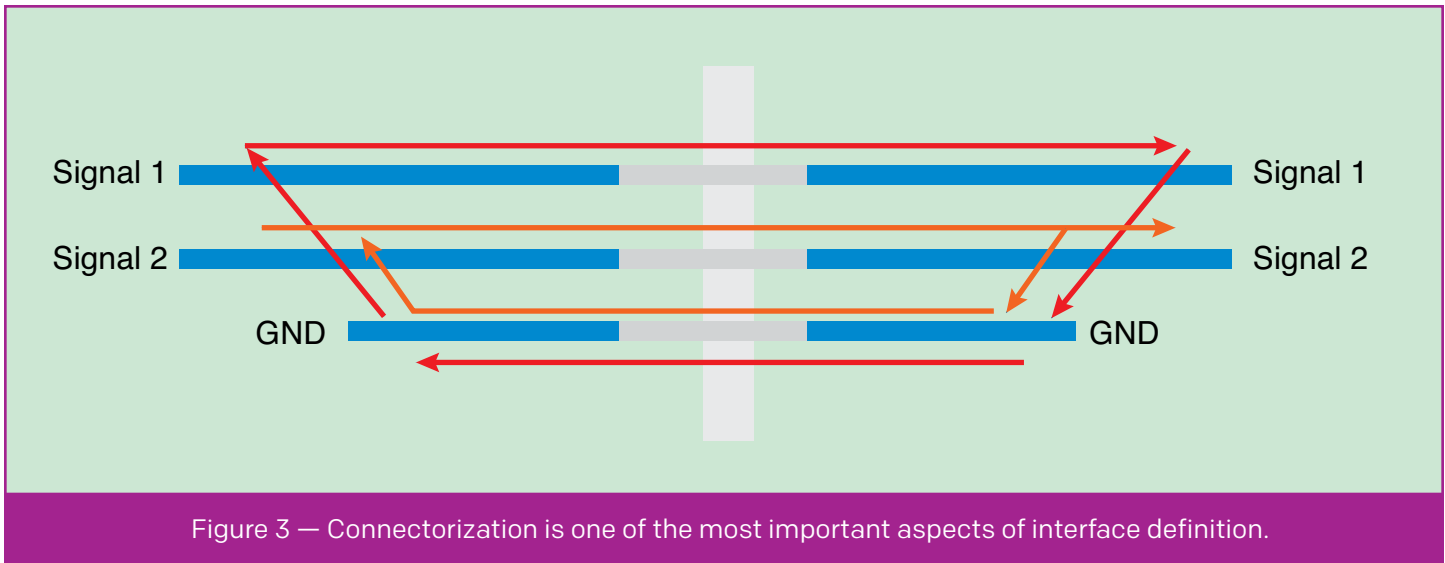 Signal 1 Signal 1
Signal 2 Signal 2
GND GND
Figure 3 — Connectorization is one of the most important aspects of interface definition.